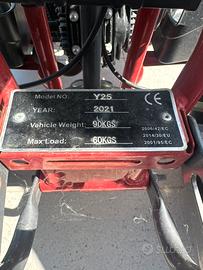 Model NO. Y25
YEAR: 2021
Vehicle Weight: 90KGS
Max Load: 60KGS
CE
2006/42/EC
2014/30/EU
2001/95/EC
Subito.it